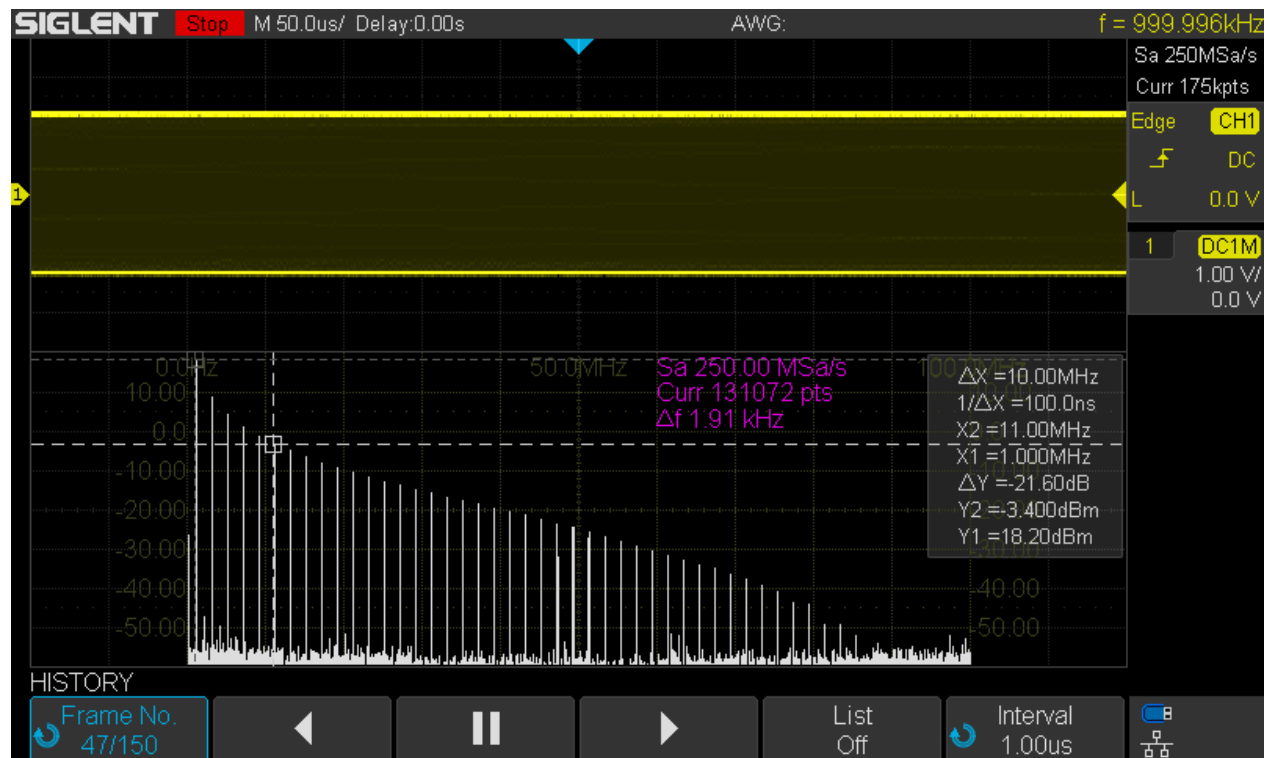 SIGLENT Stop M 50.0us/ Delay:0.00s AWG: f = 999.996kHz
Sa 250MSa/s
Curr 175kpts
Edge CH1
DC
L 0.0 V
1
1 DC1M
1.00 V/
0.0 V
0.0Hz 50.0MHz
Sa 250.00 MSa/s
Curr 131072 pts
Δf 1.91 kHz
ΔX =10.00MHz
1/ΔX =100.0ns
X2 =11.00MHz
X1 =1.000MHz
ΔY =-21.60dB
Y2 =-3.400dBm
Y1 =18.20dBm
10.00
0.0
-10.00
-20.00
-30.00
-40.00 -40.00
-50.00 -50.00
HISTORY
Frame No.
47/150
List
Off
Interval
1.00us